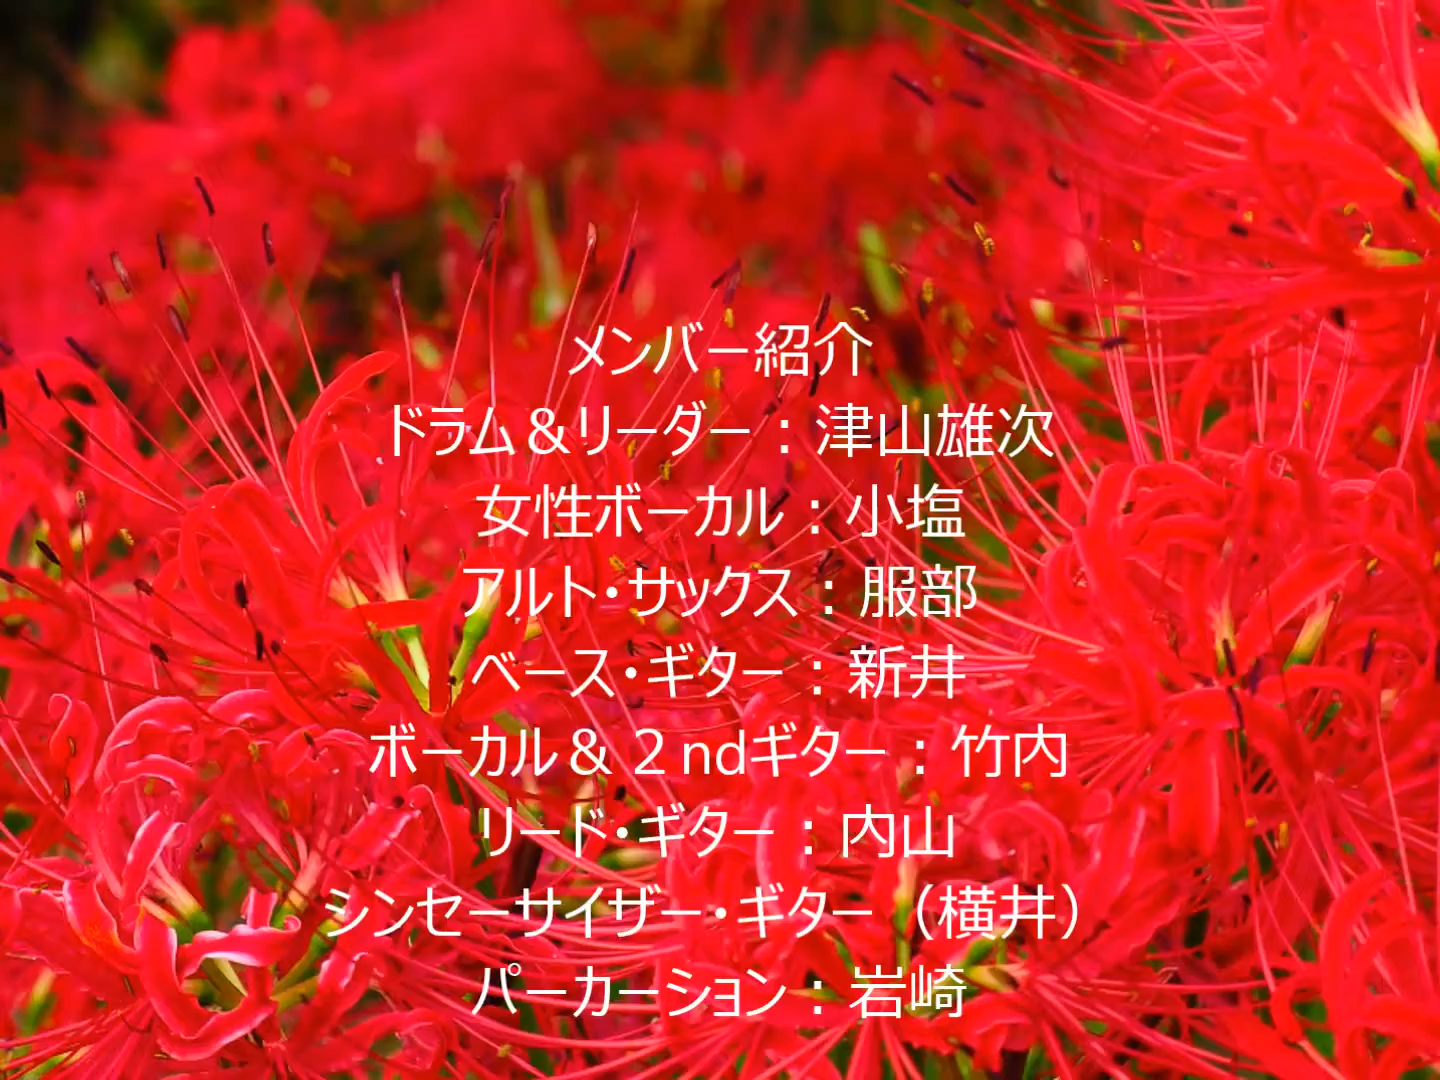 メンバー紹介
ドラム＆リーダー：津山雄次
女性ボーカル：小塩
アルト・サックス：服部
ベース・ギター：新井
ボーカル＆２ndギター：竹内
リード・ギター：内山
シンセーサイザー・ギター（横井）
パーカーション：岩崎